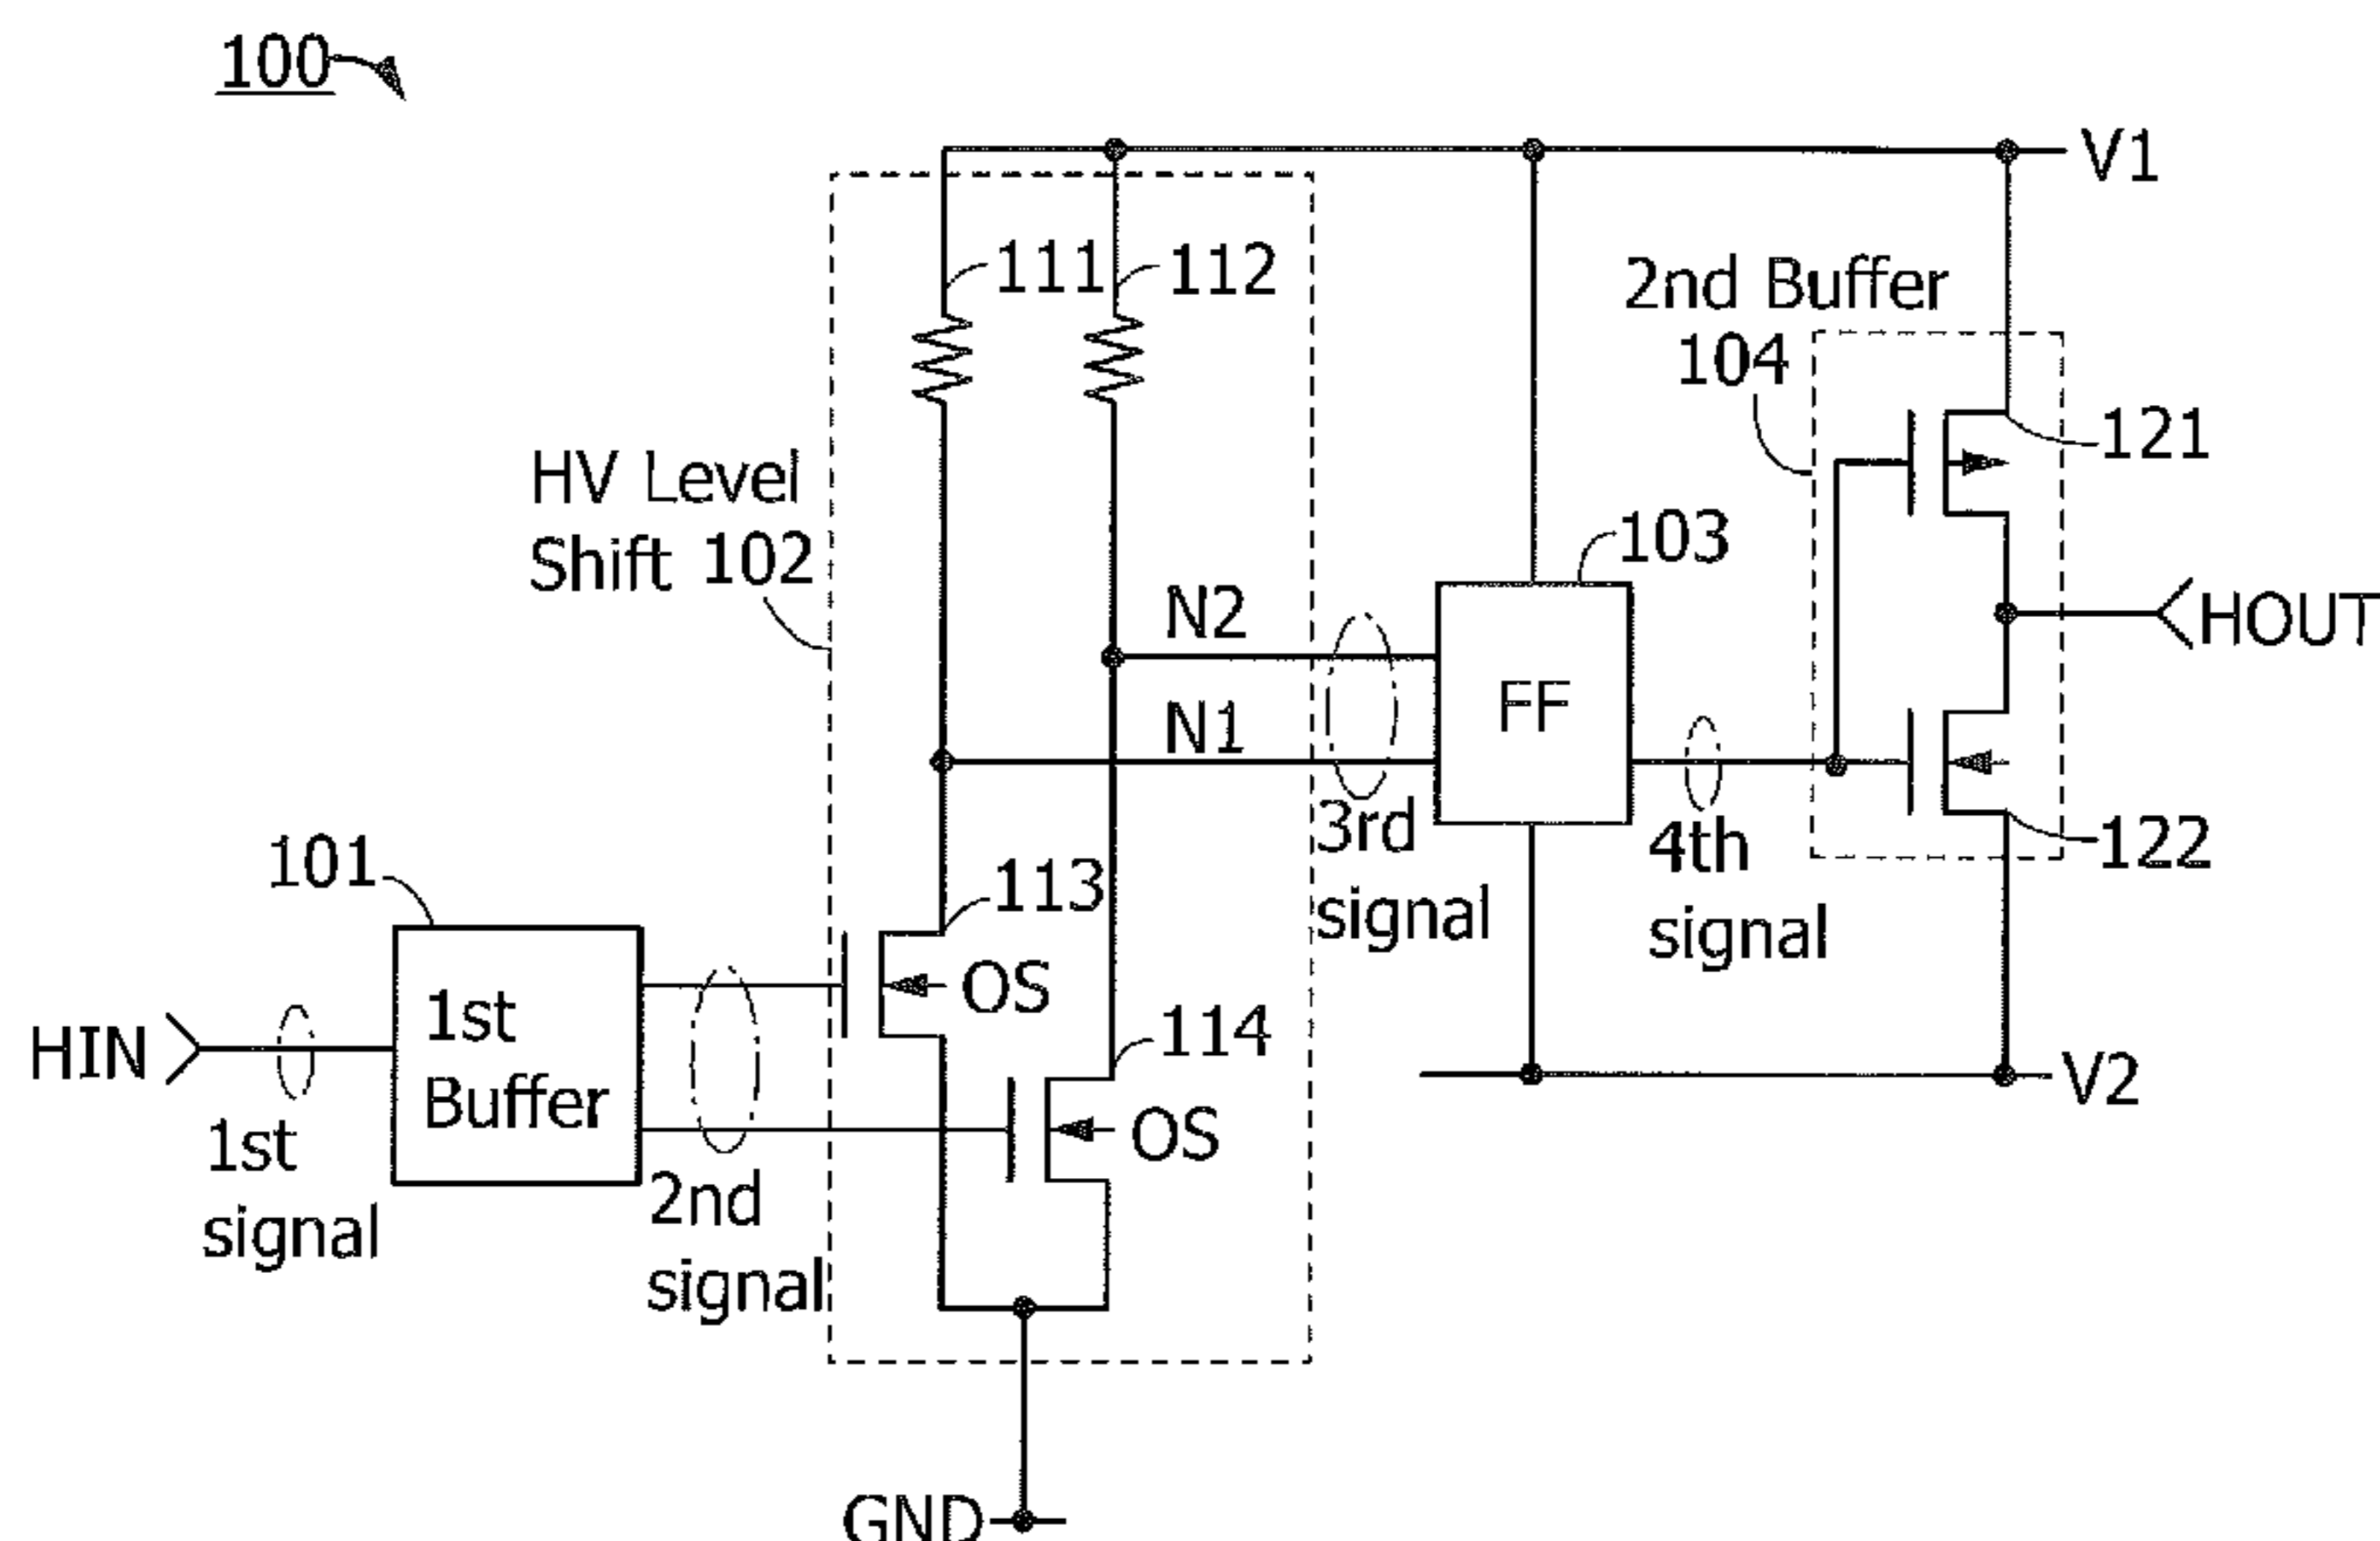 100
V1
111
112
2nd Buffer
104
121
HV Level
Shift 102
103
N2
HOUT
FF
N1
3rd
signal
4th
signal
122
101
113
OS
1st
Buffer
HIN
114
1st
signal
V2
OS
2nd
signal
GND